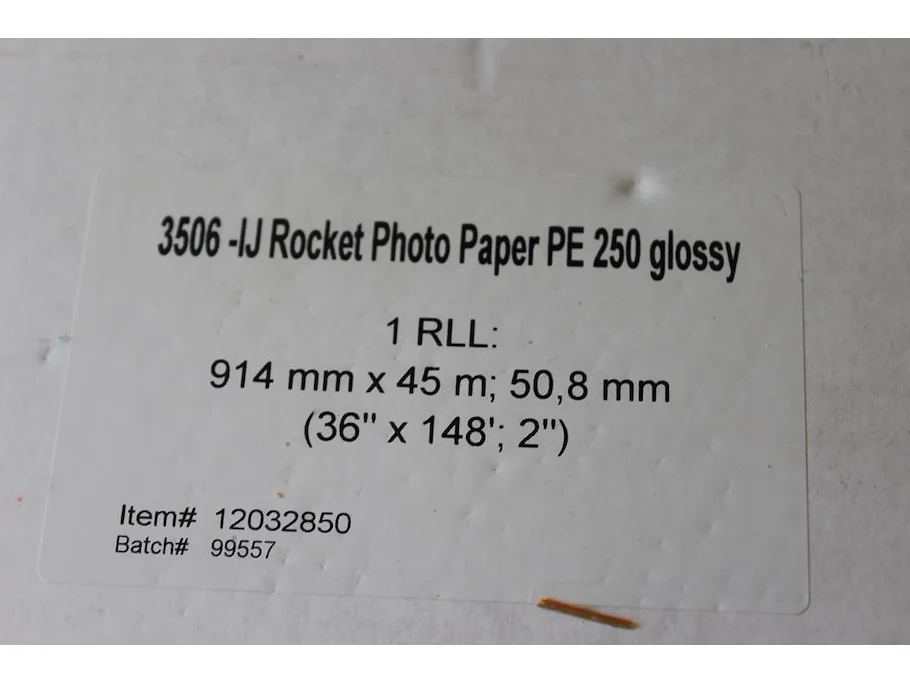 3506 -IJ Rocket Photo Paper PE 250 glossy
1 RLL:
914 mm x 45 m; 50,8 mm
(36" x 148'; 2")
Item# 12032850
Batch# 99557